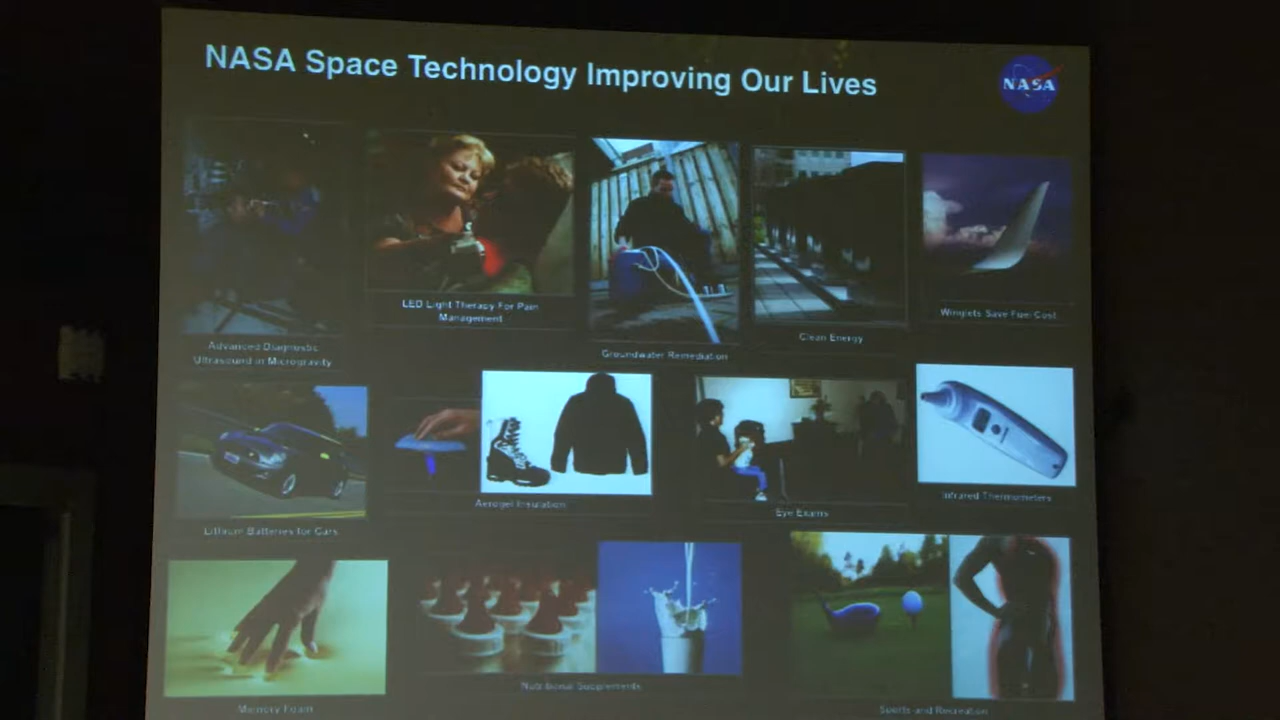 NASA Space Technology Improving Our Lives
NASA
Advanced Diagnostic
Ultrasound in Microgravity
LED Light Therapy For Pain
Management
Groundwater Remediation
Clean Energy
Winglets Save Fuel Cost
Lithium Batteries for Cars
Aerogel Insulation
Eye Exams
Infrared Thermometers
Memory Foam
Nutritional Supplements
Sports and Recreation